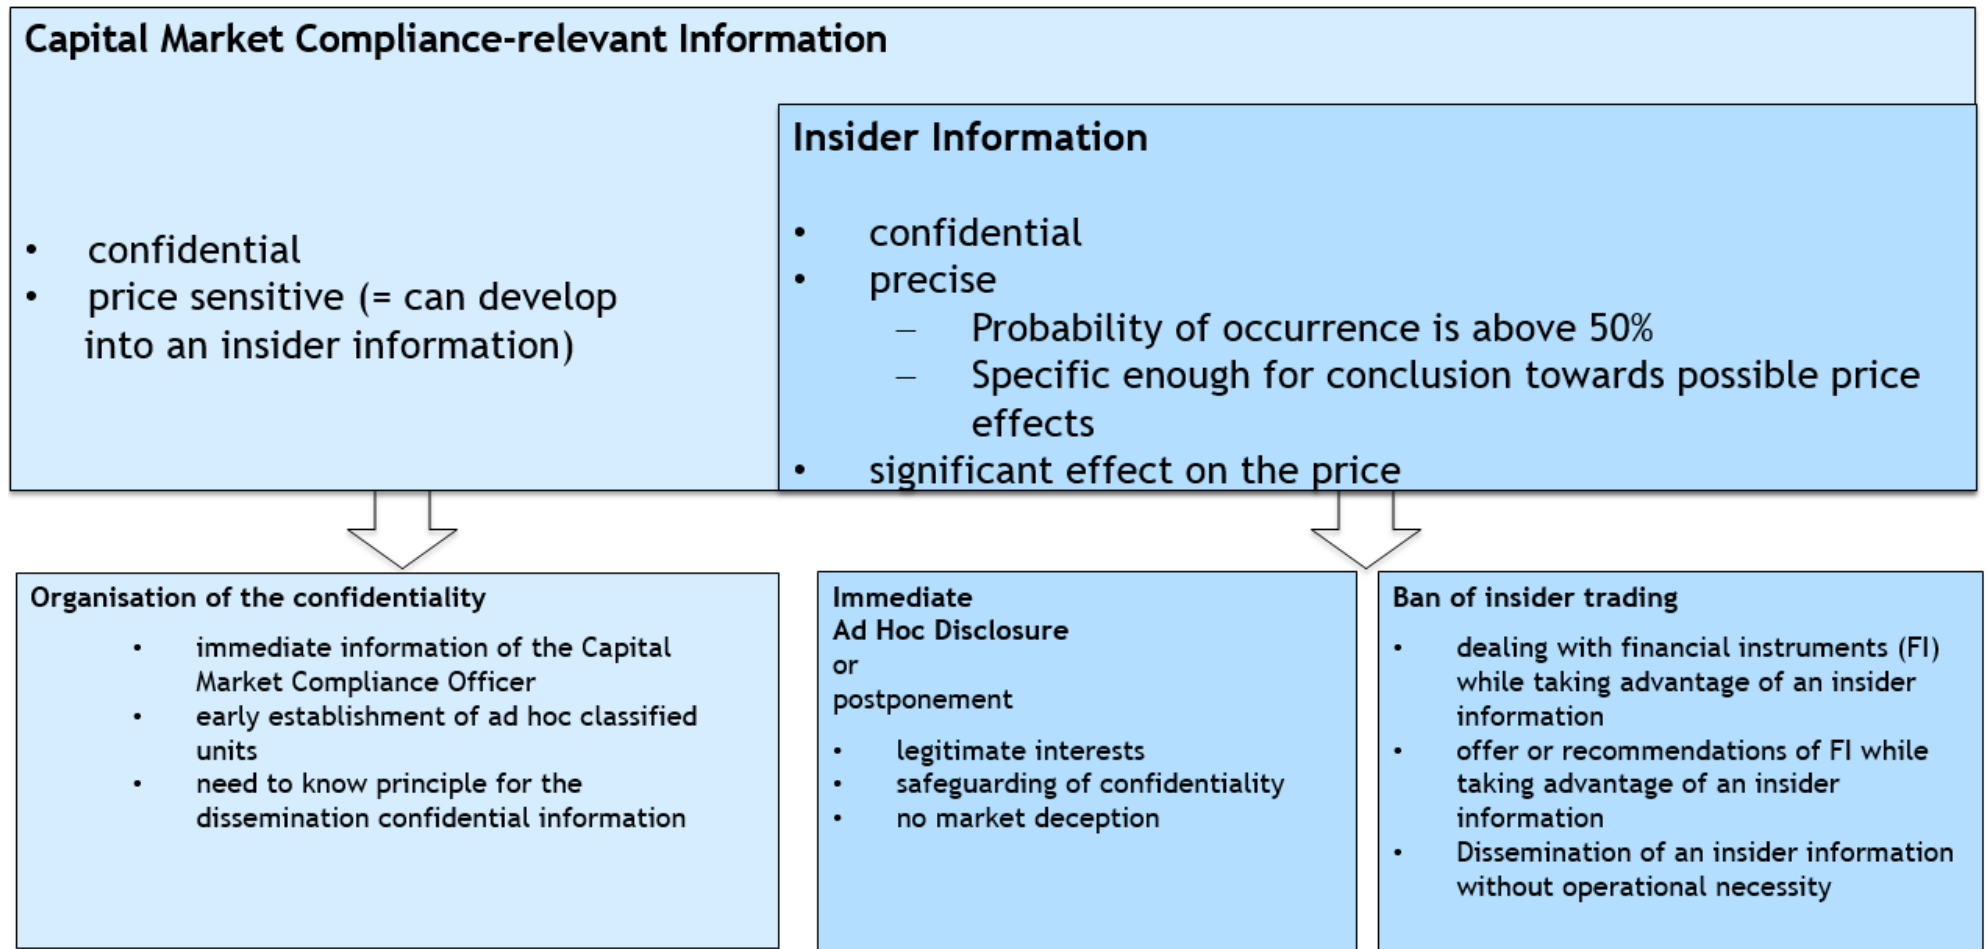 Capital Market Compliance-relevant Information
• confidential
• price sensitive (= can develop
into an insider information)
Insider Information
• confidential
• precise
– Probability of occurrence is above 50%
– Specific enough for conclusion towards possible price
effects
• significant effect on the price
Organisation of the confidentiality
• immediate information of the Capital
Market Compliance Officer
• early establishment of ad hoc classified
units
• need to know principle for the
dissemination confidential information
Immediate
Ad Hoc Disclosure
or
postponement
• legitimate interests
• safeguarding of confidentiality
• no market deception
Ban of insider trading
• dealing with financial instruments (FI)
while taking advantage of an insider
information
• offer or recommendations of FI while
taking advantage of an insider
information
• Dissemination of an insider information
without operational necessity